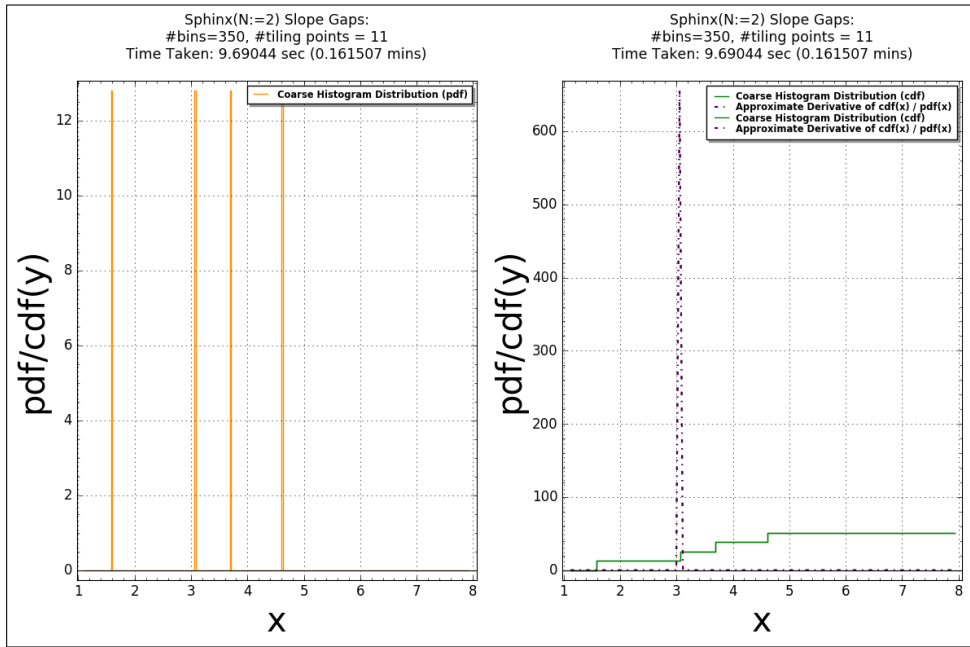 Sphinx(N:=2) Slope Gaps:
#bins=350, #tiling points = 11
Time Taken: 9.69044 sec (0.161507 mins)
Coarse Histogram Distribution (pdf)
12
10
8
6
4
2
0
1 2 3 4 5 6 7 8
pdf/cdf(y)
x
Sphinx(N:=2) Slope Gaps:
#bins=350, #tiling points = 11
Time Taken: 9.69044 sec (0.161507 mins)
Coarse Histogram Distribution (cdf)
Approximate Derivative of cdf(x) / pdf(x)
Coarse Histogram Distribution (cdf)
Approximate Derivative of cdf(x) / pdf(x)
600
500
400
300
200
100
0
1 2 3 4 5 6 7 8
pdf/cdf(y)
x